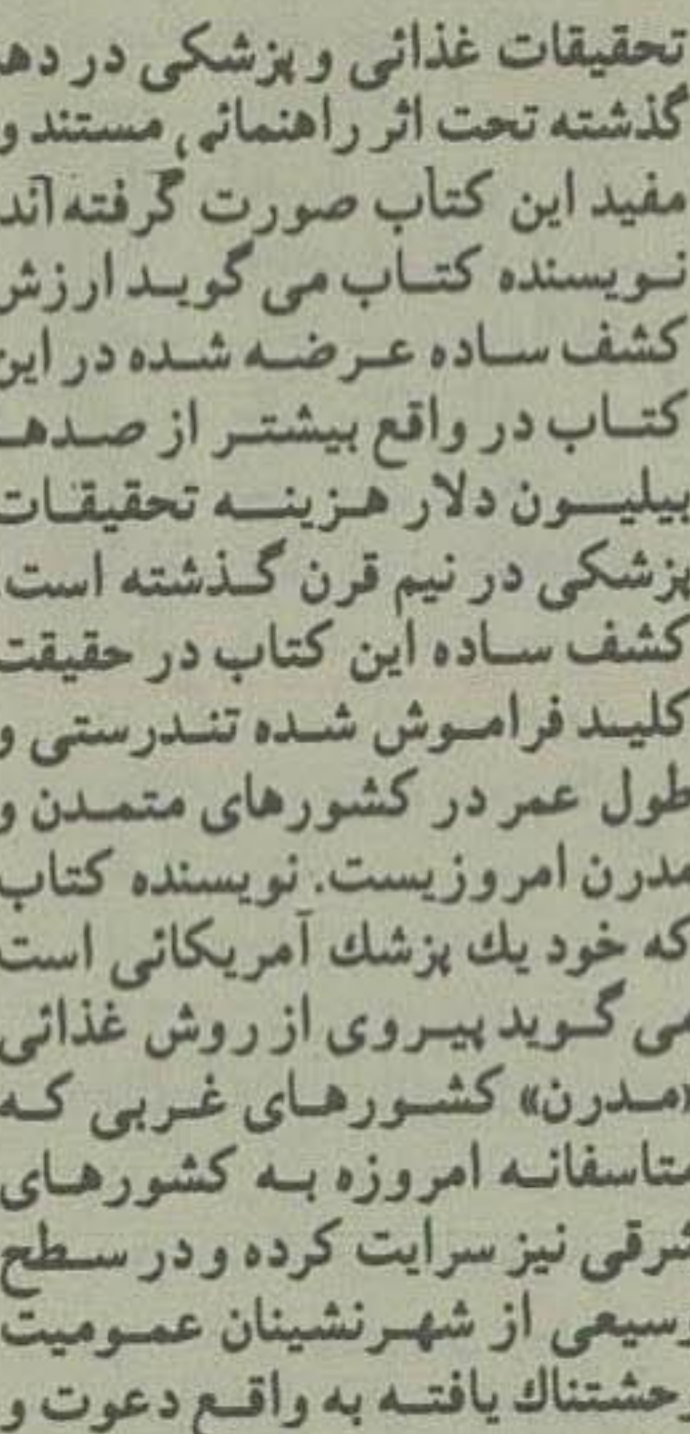 تحقیقات غذائی و پزشکی در دهه
گذشته تحت اثر راهنمائی مستند و
مفید این کتاب صورت گرفته‌اند
نویسنده کتاب می گوید ارزش
کشف ساده عرضه شده در این
کتاب در واقع بیشتر از صدها
بیلیون دلار هزینه تحقیقات
پزشکی در نیم قرن گذشته است.
کشف ساده این کتاب در حقیقت
کلید فراموش شده تندرستی و
طول عمر در کشورهای متمدن و
مدرن امروزیست. نویسنده کتاب
که خود یك پزشك آمریکائی است
می گوید پیروی از روش غذائی
«مدرن» کشورهای غربی که
متاسفانه امروزه به کشورهای
شرقی نیز سرایت کرده و در سطح
وسیعی از شهرنشینان عمومیت
وحشتناك یافته به واقع دعوت و